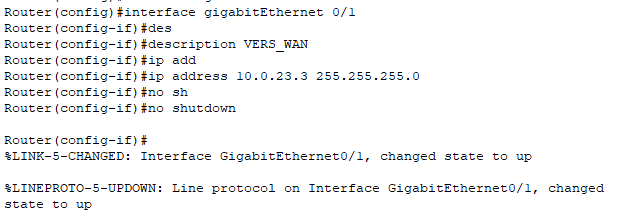 Router(config)#interface gigabitEthernet 0/1
Router(config-if)#des
Router(config-if)#description VERS_WAN
Router(config-if)#ip add
Router(config-if)#ip address 10.0.23.3 255.255.255.0
Router(config-if)#no sh
Router(config-if)#no shutdown
Router(config-if)#
%LINK-5-CHANGED: Interface GigabitEthernet0/1, changed state to up
%LINEPROTO-5-UPDOWN: Line protocol on Interface GigabitEthernet0/1, changed
state to up